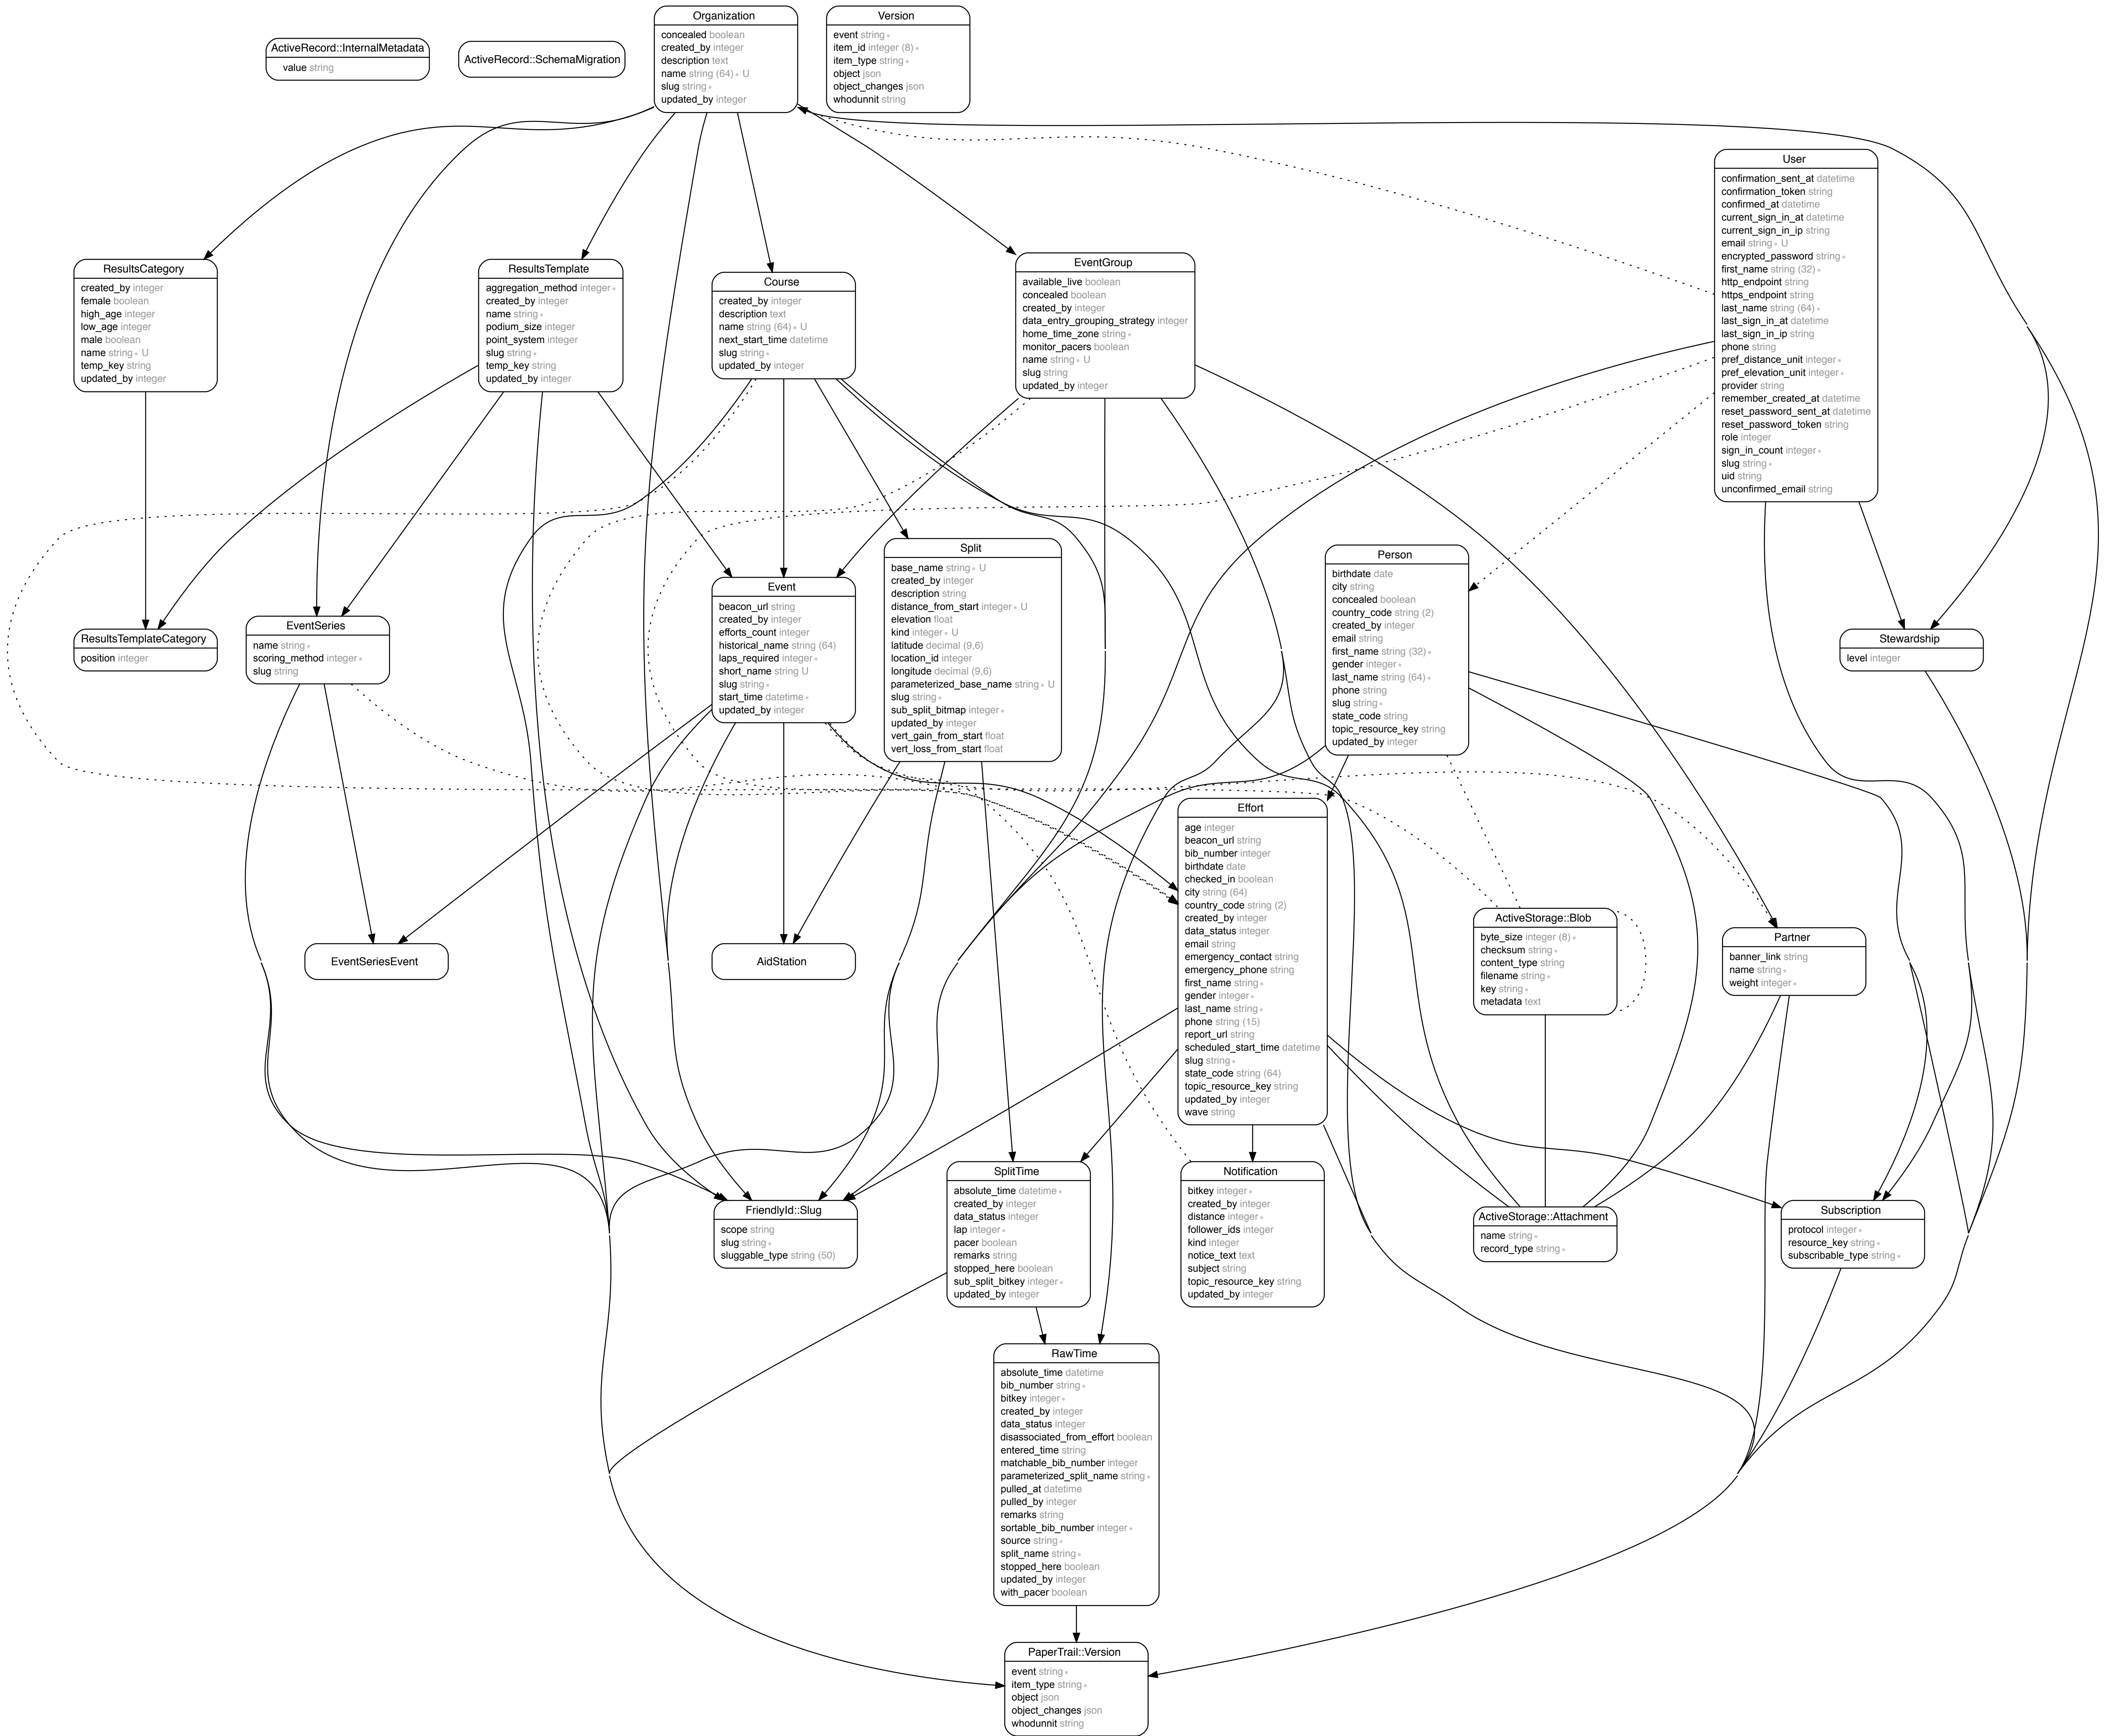 Organization
concealed boolean
created_by integer
description text
name string (64)∗ U
slug string∗
updated_by integer
Version
event string∗
item_id integer (8)∗
item_type string∗
object json
object_changes json
whodunnit string
ActiveRecord::InternalMetadata
value string
ActiveRecord::SchemaMigration
User
confirmation_sent_at datetime
confirmation_token string
confirmed_at datetime
current_sign_in_at datetime
current_sign_in_ip string
email string∗ U
encrypted_password string∗
first_name string (32)∗
http_endpoint string
https_endpoint string
last_name string (64)∗
last_sign_in_at datetime
last_sign_in_ip string
phone string
pref_distance_unit integer∗
pref_elevation_unit integer∗
provider string
remember_created_at datetime
reset_password_sent_at datetime
reset_password_token string
role integer
sign_in_count integer∗
slug string∗
uid string
unconfirmed_email string
ResultsCategory
created_by integer
female boolean
high_age integer
low_age integer
male boolean
name string∗ U
temp_key string
updated_by integer
ResultsTemplate
aggregation_method integer∗
created_by integer
name string∗
podium_size integer
point_system integer
slug string∗
temp_key string
updated_by integer
Course
created_by integer
description text
name string (64)∗ U
next_start_time datetime
slug string∗
updated_by integer
EventGroup
available_live boolean
concealed boolean
created_by integer
data_entry_grouping_strategy integer
home_time_zone string∗
monitor_pacers boolean
name string∗ U
slug string
updated_by integer
Split
base_name string∗ U
created_by integer
description string
distance_from_start integer∗ U
elevation float
kind integer∗ U
latitude decimal (9,6)
location_id integer
longitude decimal (9,6)
parameterized_base_name string∗ U
slug string∗
sub_split_bitmap integer∗
updated_by integer
vert_gain_from_start float
vert_loss_from_start float
Person
birthdate date
city string
concealed boolean
country_code string (2)
created_by integer
email string
first_name string (32)∗
gender integer∗
last_name string (64)∗
phone string
slug string∗
state_code string
topic_resource_key string
updated_by integer
Event
beacon_url string
created_by integer
efforts_count integer
historical_name string (64)
laps_required integer∗
short_name string U
slug string∗
start_time datetime∗
updated_by integer
ResultsTemplateCategory
position integer
EventSeries
name string∗
scoring_method integer∗
slug string
Stewardship
level integer
Effort
age integer
beacon_url string
bib_number integer
birthdate date
checked_in boolean
city string (64)
country_code string (2)
created_by integer
data_status integer
email string
emergency_contact string
emergency_phone string
first_name string∗
gender integer∗
last_name string∗
phone string (15)
report_url string
scheduled_start_time datetime
slug string∗
state_code string (64)
topic_resource_key string
updated_by integer
wave string
ActiveStorage::Blob
byte_size integer (8)∗
checksum string∗
content_type string
filename string∗
key string∗
metadata text
Partner
banner_link string
name string∗
weight integer∗
EventSeriesEvent
AidStation
SplitTime
absolute_time datetime∗
created_by integer
data_status integer
lap integer∗
pacer boolean
remarks string
stopped_here boolean
sub_split_bitkey integer∗
updated_by integer
Notification
bitkey integer∗
created_by integer
distance integer∗
follower_ids integer
kind integer
notice_text text
subject string
topic_resource_key string
updated_by integer
FriendlyId::Slug
scope string
slug string∗
sluggable_type string (50)
ActiveStorage::Attachment
name string∗
record_type string∗
Subscription
protocol integer∗
resource_key string∗
subscribable_type string∗
RawTime
absolute_time datetime
bib_number string∗
bitkey integer∗
created_by integer
data_status integer
disassociated_from_effort boolean
entered_time string
matchable_bib_number integer
parameterized_split_name string∗
pulled_at datetime
pulled_by integer
remarks string
sortable_bib_number integer∗
source string∗
split_name string∗
stopped_here boolean
updated_by integer
with_pacer boolean
PaperTrail::Version
event string∗
item_type string∗
object json
object_changes json
whodunnit string